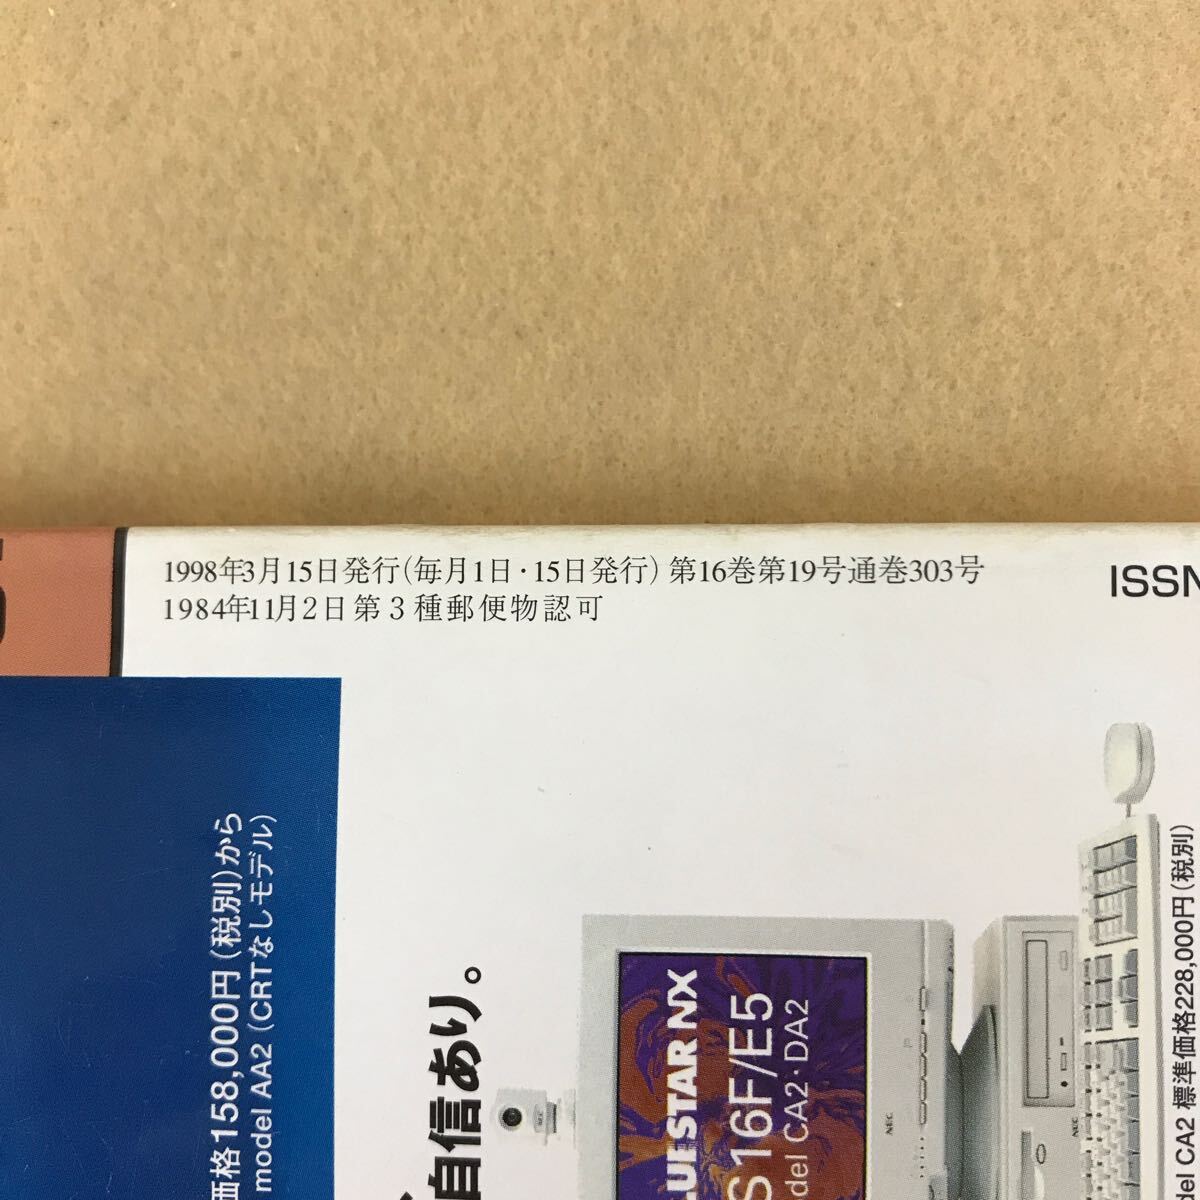 1998年3月15日発行(毎月1日・15日発行)第16巻第19号通巻303号
1984年11月2日第3種郵便物認可
ISSN
価格158,000円(税別)から
model AA2(CRTなしモデル)
自信あり。
NX
S16F/E5
CA2・DA2
NEC
NEC
CA2 標準価格228,000円(税別)